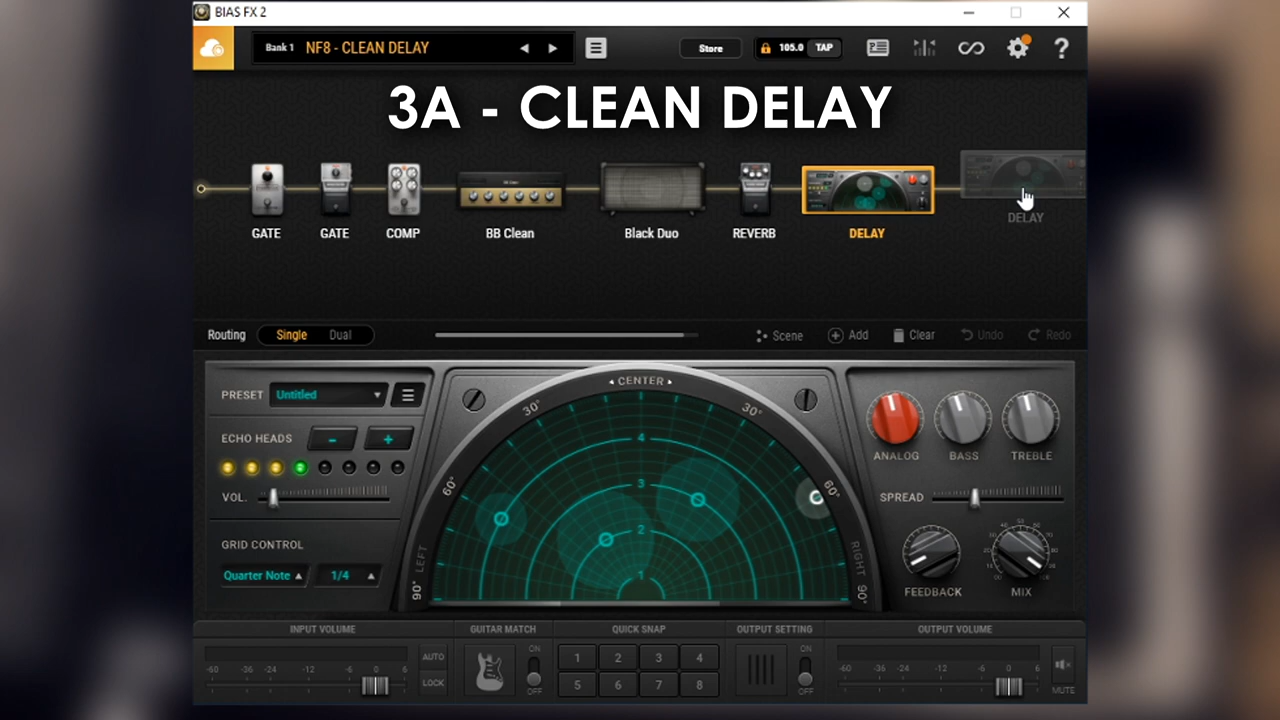 BIAS FX 2
Bank 1 NF8 - CLEAN DELAY
Store
105.0 TAP
?
3A - CLEAN DELAY
GATE GATE COMP BB Clean Black Duo REVERB DELAY DELAY
Routing Single Dual Scene Add Clear Undo Redo
PRESET Untitled
ECHO HEADS - +
VOL.
GRID CONTROL
Quarter Note 1/4
CENTER
30° 30°
60° 60°
LEFT RIGHT
90° 90°
4
3
2
1
ANALOG BASS TREBLE
SPREAD
FEEDBACK MIX
INPUT VOLUME GUITAR MATCH QUICK SNAP OUTPUT SETTING OUTPUT VOLUME
-60 -36 -24 -12 -6 0 6
AUTO
LOCK
ON
OFF
1 2 3 4
5 6 7 8
ON
OFF
-60 -36 -24 -12 -6 0 6
MUTE